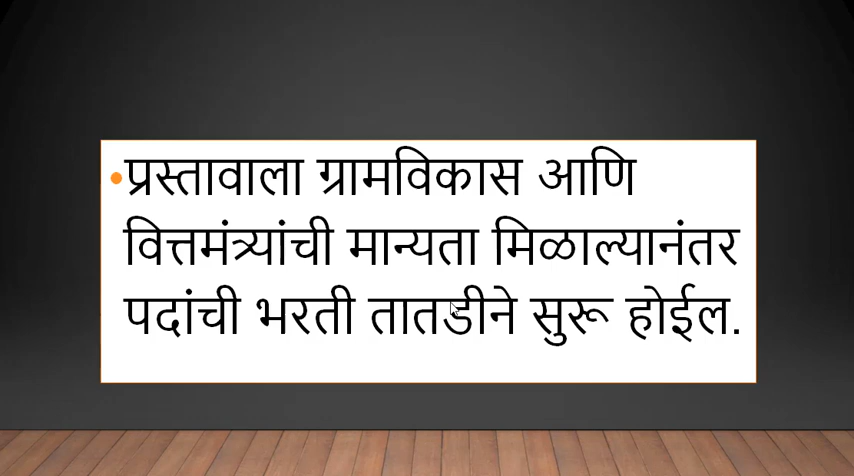 •प्रस्तावाला ग्रामविकास आणि
वित्तमंत्र्यांची मान्यता मिळाल्यानंतर
पदांची भरती तातडीने सुरू होईल.